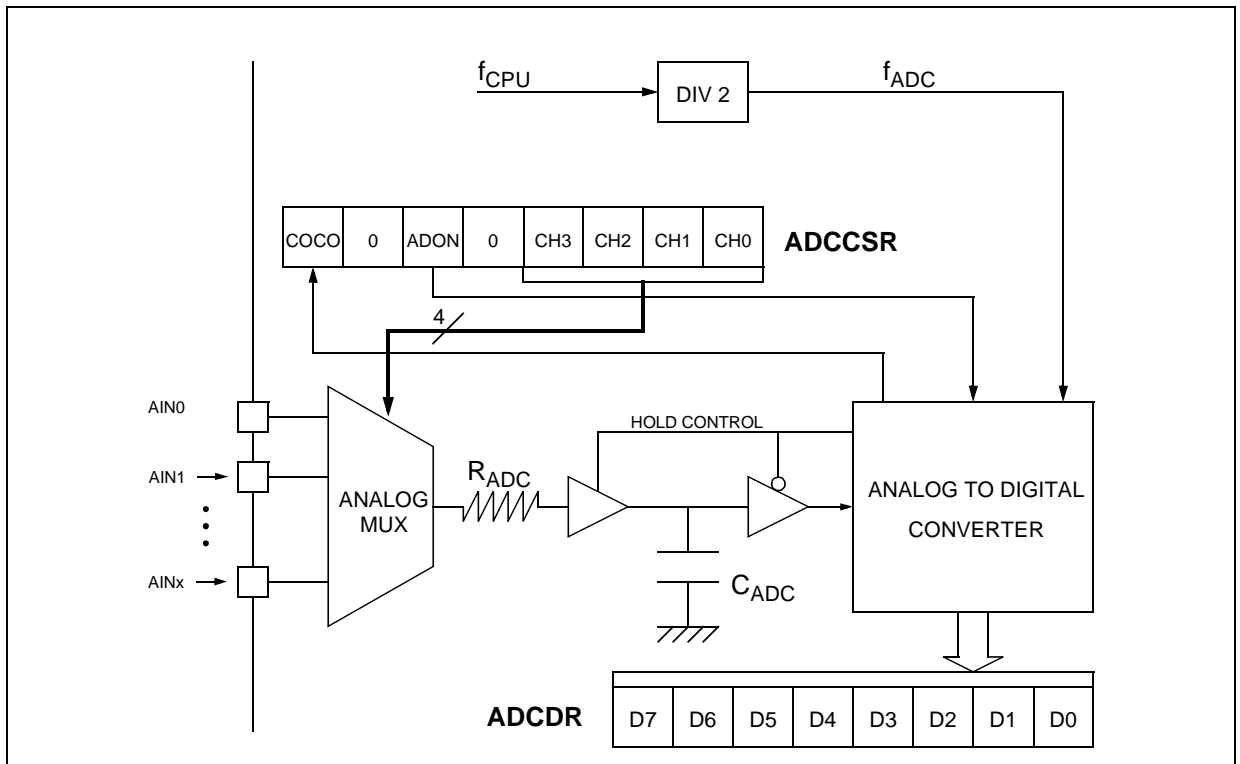 fCPU
DIV 2
fADC
COCO 0 ADON 0 CH3 CH2 CH1 CH0 ADCCSR
4
AIN0
HOLD CONTROL
AIN1
RADC
ANALOG
MUX
ANALOG TO DIGITAL
CONVERTER
AINx
CADC
ADCDR D7 D6 D5 D4 D3 D2 D1 D0